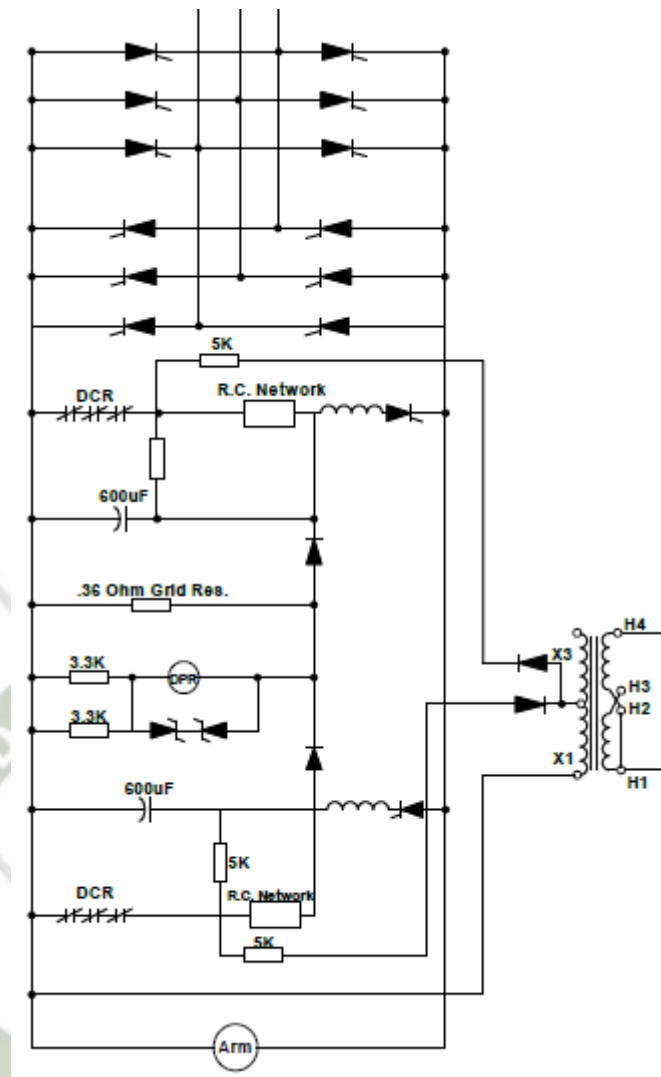 5K
DCR
R.C. Network
600uF
.36 Ohm Grid Res.
H4
X3
3.3K
DPR
H3
H2
3.3K
X1
H1
600uF
5K
DCR
R.C. Network
5K
Arm